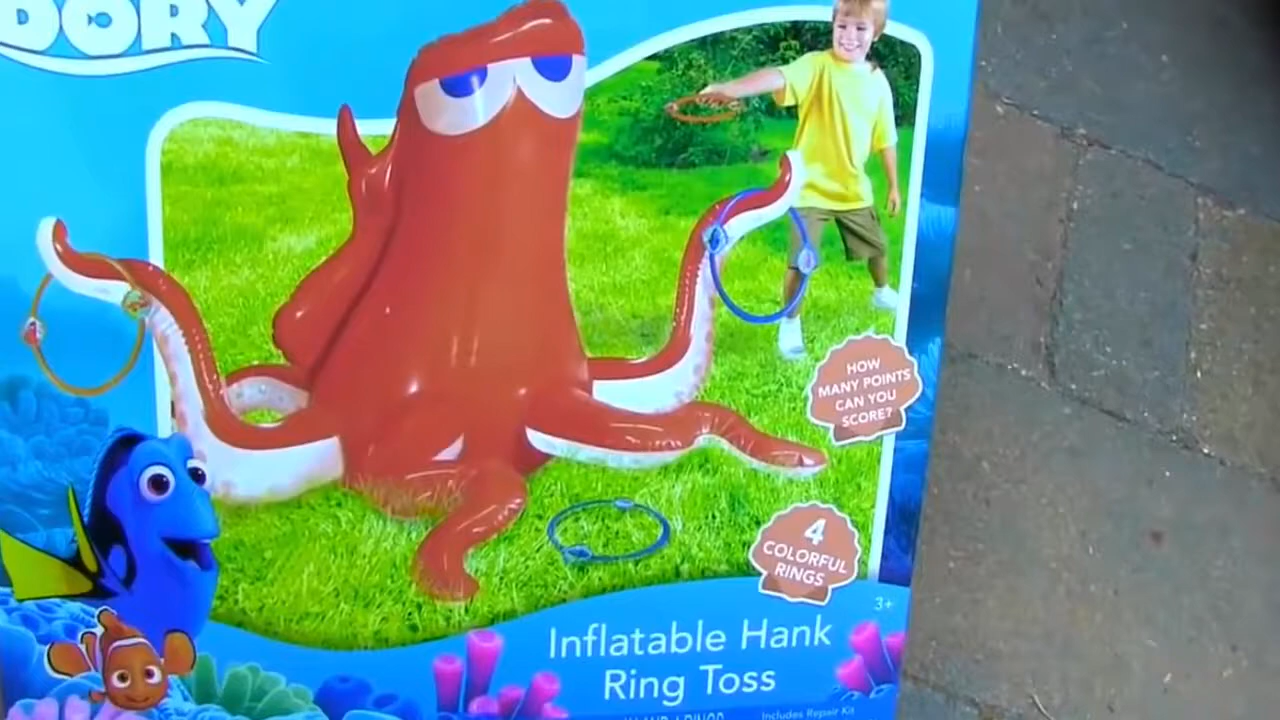 DORY
HOW
MANY POINTS
CAN YOU
SCORE?
4
COLORFUL
RINGS
3+
Inflatable Hank
Ring Toss
Includes Repair Kit